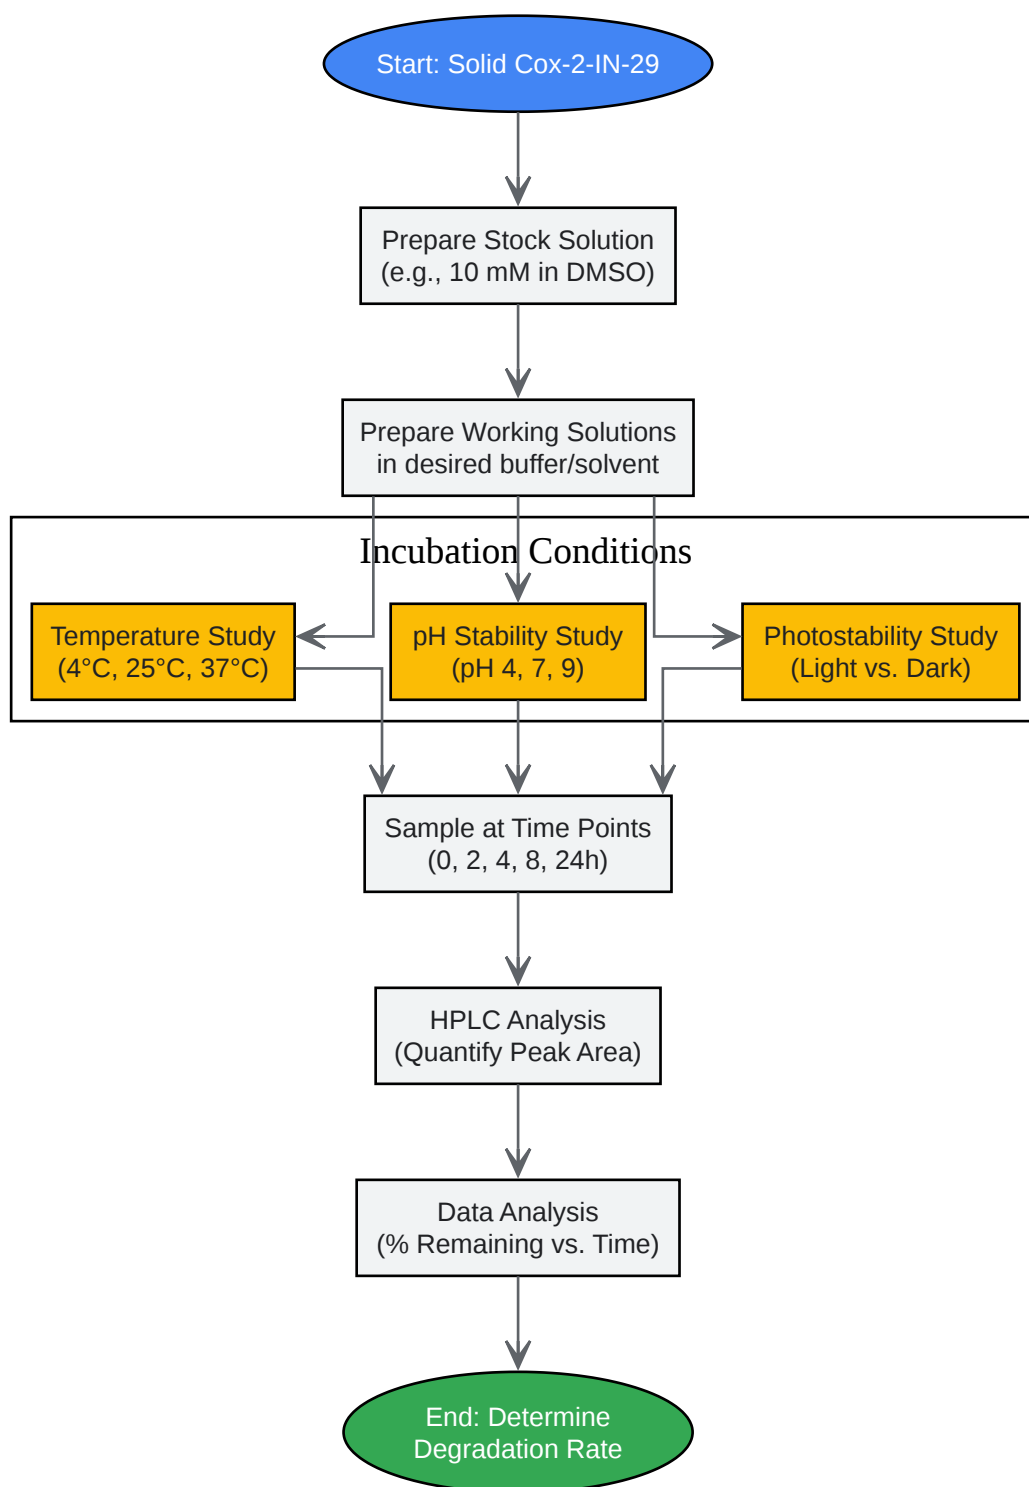 Start: Solid Cox-2-IN-29
Prepare Stock Solution
(e.g., 10 mM in DMSO)
Prepare Working Solutions
in desired buffer/solvent
Incubation Conditions
Temperature Study
(4°C, 25°C, 37°C)
pH Stability Study
(pH 4, 7, 9)
Photostability Study
(Light vs. Dark)
Sample at Time Points
(0, 2, 4, 8, 24h)
HPLC Analysis
(Quantify Peak Area)
Data Analysis
(% Remaining vs. Time)
End: Determine
Degradation Rate